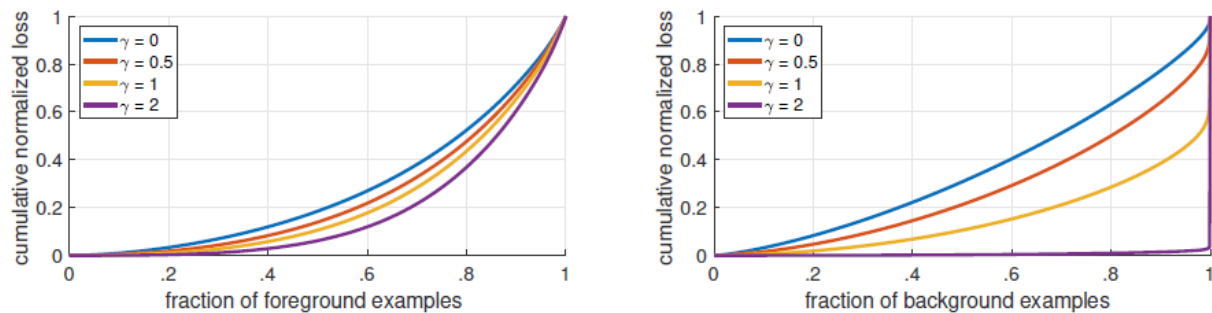 cumulative normalized loss
1
0.8
0.6
0.4
0.2
0
γ = 0
γ = 0.5
γ = 1
γ = 2
0 .2 .4 .6 .8 1
fraction of foreground examples
cumulative normalized loss
1
0.8
0.6
0.4
0.2
0
γ = 0
γ = 0.5
γ = 1
γ = 2
0 .2 .4 .6 .8 1
fraction of background examples